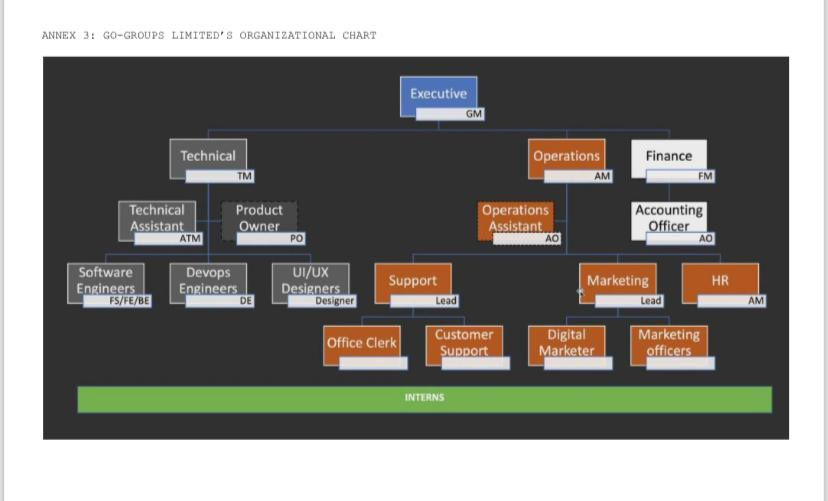 ANNEX 3: GO-GROUPS LIMITED'S ORGANIZATIONAL CHART
Executive
GM
Technical
TM
Operations
AM
Finance
FM
Technical
Assistant
ATM
Product
Owner
PO
Operations
Assistant
AO
Accounting
Officer
AO
Software
Engineers
FS/FE/BE
Devops
Engineers
DE
UI/UX
Designers
Designer
Support
Lead
Marketing
Lead
HR
AM
Office Clerk
Customer
Support
Digital
Marketer
Marketing
officers
INTERNS